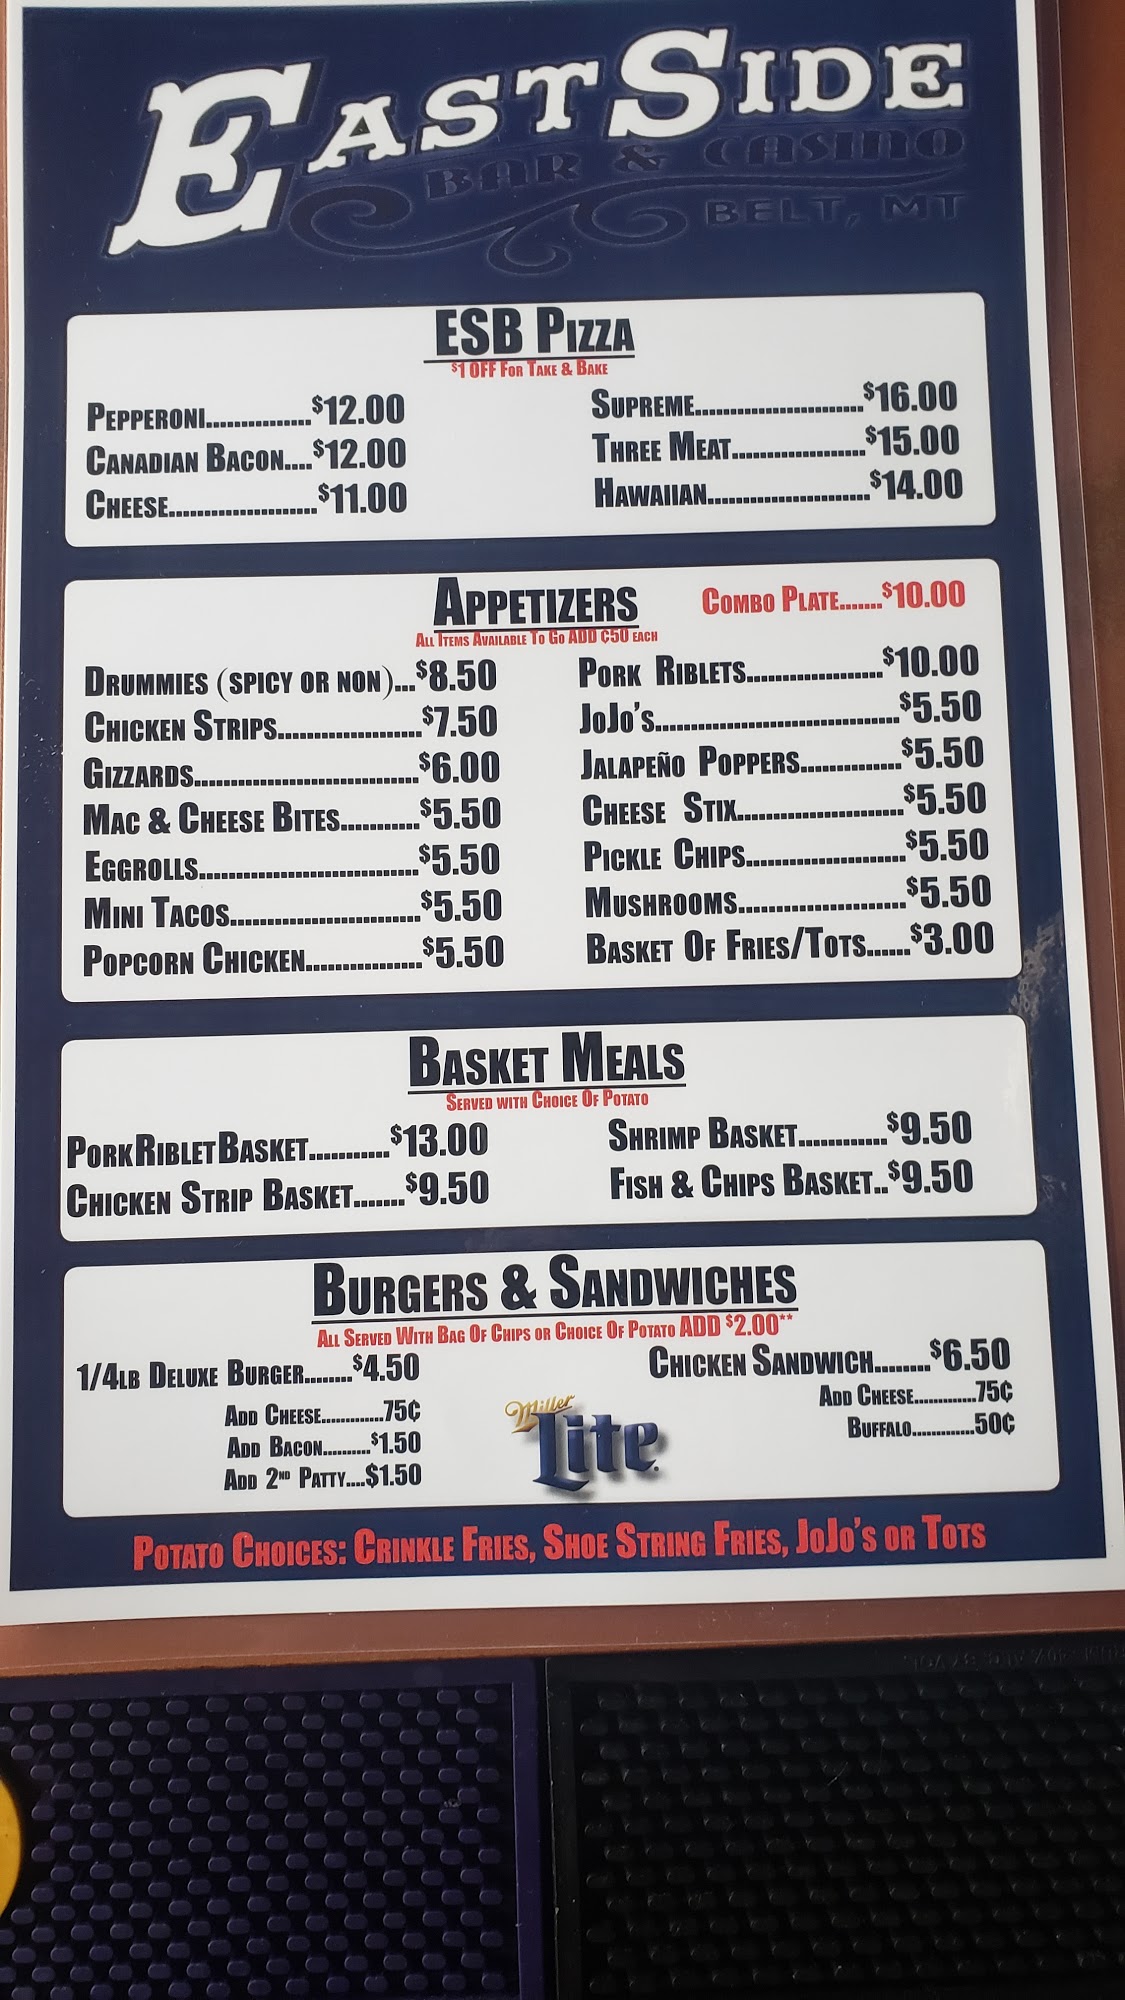 EASTSIDE
BAR & CASINO
BELT, MT
ESB PIZZA
$1 OFF FOR TAKE & BAKE
PEPPERONI...............$12.00
CANADIAN BACON....$12.00
CHEESE.....................$11.00
SUPREME........................$16.00
THREE MEAT...................$15.00
HAWAIIAN.......................$14.00
APPETIZERS
COMBO PLATE.......$10.00
ALL ITEMS AVAILABLE TO GO ADD ¢50 EACH
DRUMMIES (SPICY OR NON)...$8.50
CHICKEN STRIPS....................$7.50
GIZZARDS................................$6.00
MAC & CHEESE BITES...........$5.50
EGGROLLS...............................$5.50
MINI TACOS...........................$5.50
POPCORN CHICKEN.................$5.50
PORK RIBLETS...................$10.00
JOJO'S...................................$5.50
JALAPEÑO POPPERS..............$5.50
CHEESE STIX.......................$5.50
PICKLE CHIPS......................$5.50
MUSHROOMS.......................$5.50
BASKET OF FRIES/TOTS......$3.00
BASKET MEALS
SERVED WITH CHOICE OF POTATO
PORK RIBLET BASKET...........$13.00
CHICKEN STRIP BASKET.......$9.50
SHRIMP BASKET............$9.50
FISH & CHIPS BASKET..$9.50
BURGERS & SANDWICHES
ALL SERVED WITH BAG OF CHIPS OR CHOICE OF POTATO ADD $2.00**
1/4LB DELUXE BURGER.......$4.50
ADD CHEESE.............75¢
ADD BACON..........$1.50
ADD 2ND PATTY....$1.50
Miller
Lite
CHICKEN SANDWICH........$6.50
ADD CHEESE............75¢
BUFFALO.............50¢
POTATO CHOICES: CRINKLE FRIES, SHOE STRING FRIES, JOJO'S OR TOTS